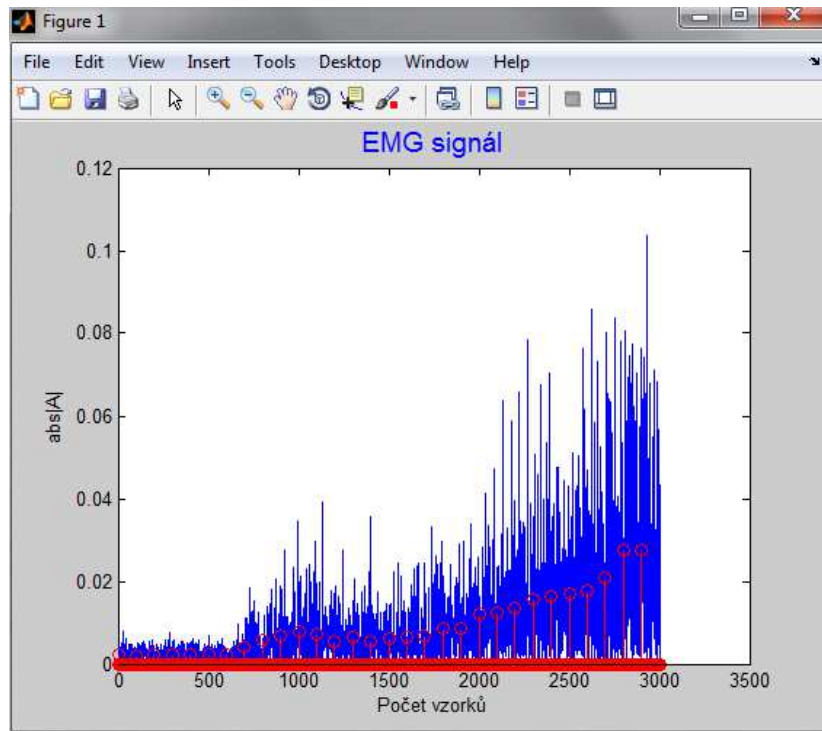 Figure 1
File Edit View Insert Tools Desktop Window Help
EMG signál
0.12
0.1
0.08
0.06
0.04
0.02
0
abs|A|
0 500 1000 1500 2000 2500 3000 3500
Počet vzorků